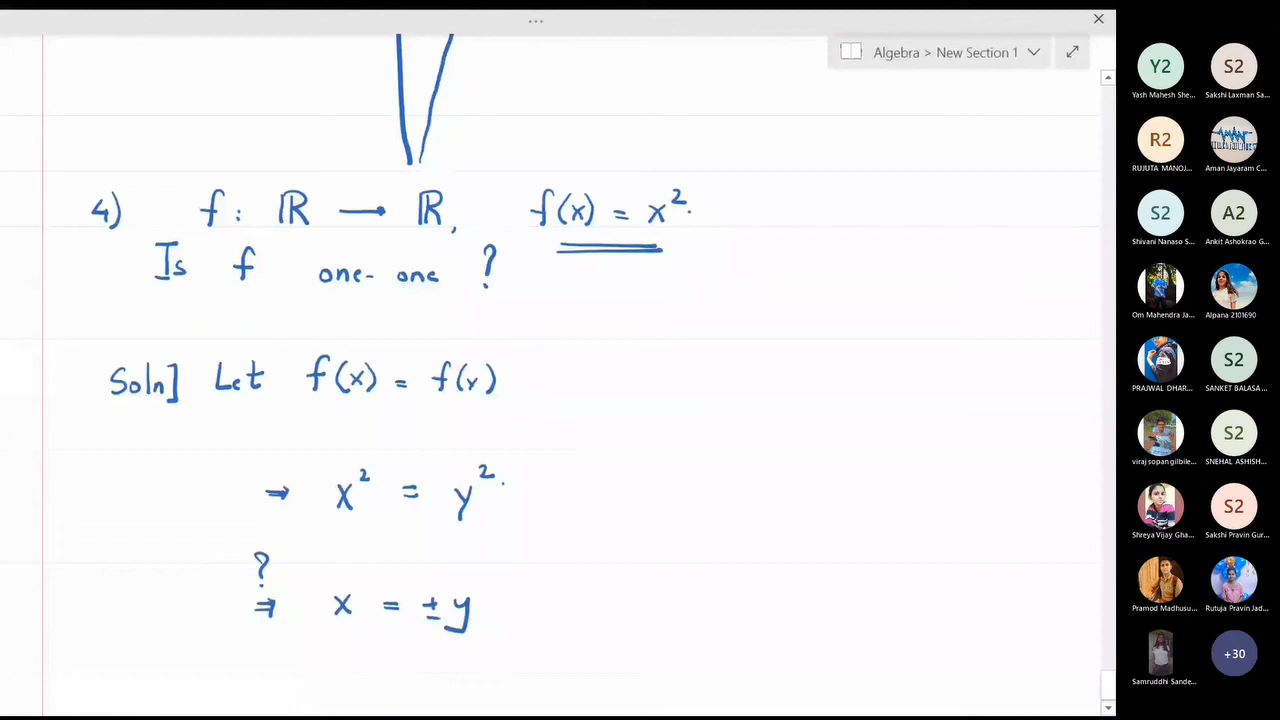 ...
Algebra > New Section 1
4) f : ℝ → ℝ, f(x) = x².
Is f one-one ?
Soln] Let f(x) = f(y)
→ x² = y².
?
⇒ x = ± y
Y2 S2
Yash Mahesh She... Sakshi Laxman Sa...
R2 AMAN
RUJUTA MANOJ... Aman Jayaram C...
S2 A2
Shivani Nanaso S... Ankit Ashokrao G...
Om Mahendra Ja... Alpana 2101690
S2
PRAJWAL DHAR... SANKET BALASA...
S2
viraj sopan gilbile... SNEHAL ASHISH...
S2
Shreya Vijay Gha... Sakshi Pravin Gur...
Pramod Madhusu... Rutuja Pravin Jad...
+30
Samruddhi Sande...